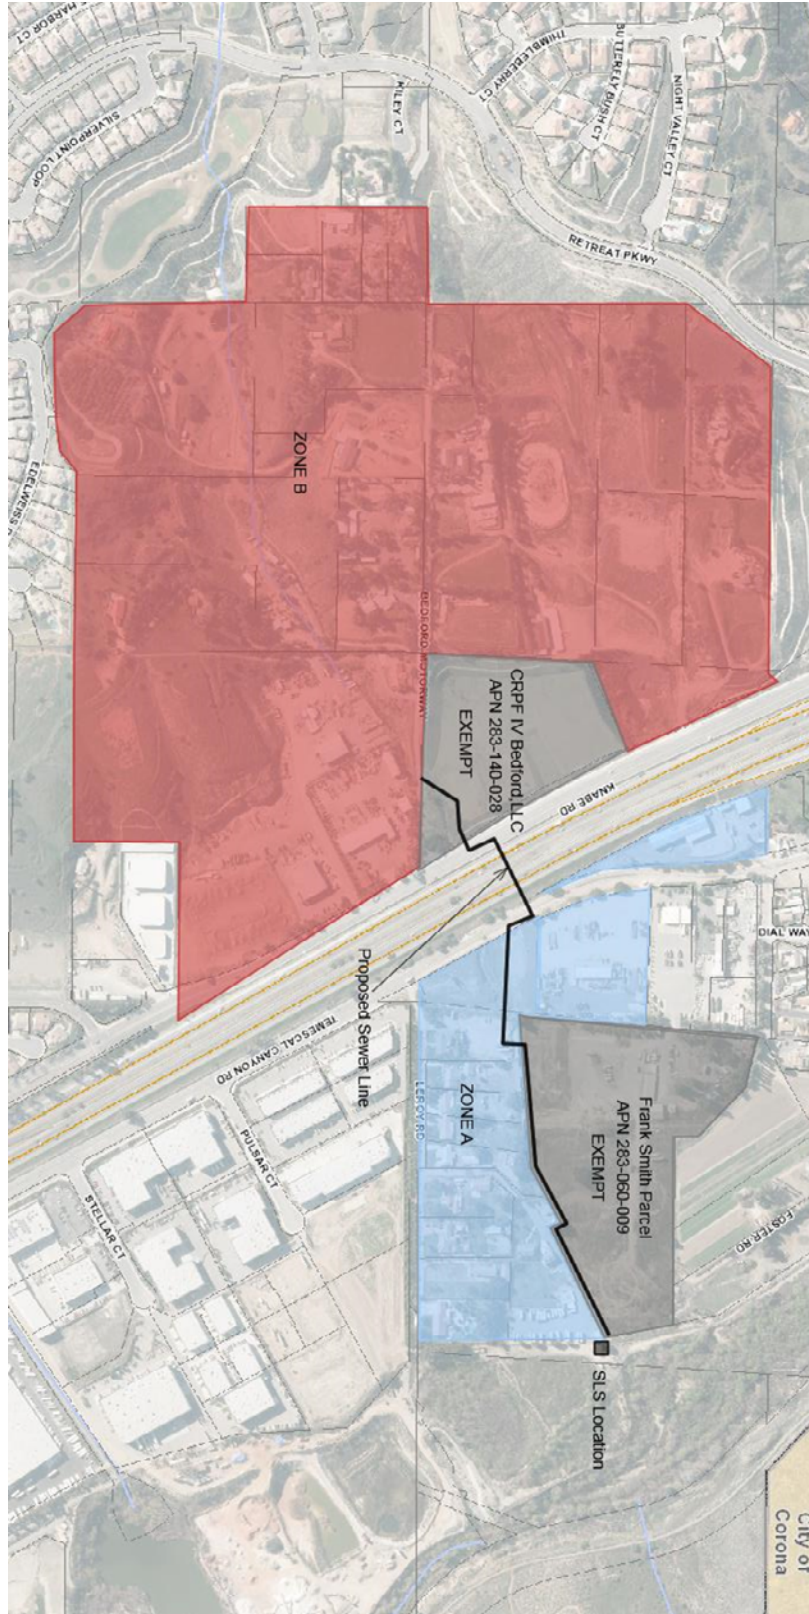 HARBOR CT
SILVERPOINT LOOP
KILEY CT
THIMBLEBERRY CT
BUTTERFLY BUSH CT
NIGHT VALLEY CT
RETREAT PKWY
EDELWEISS
ZONE B
BEDFORD MOTORWAY
CRPF IV Bedford,LLC
APN 283-140-028
EXEMPT
KNABE RD
DIAL WAY
Proposed Sewer Line
TEMESCAL CANYON RD
LEROY RD
ZONE A
Frank Smith Parcel
APN 283-060-009
EXEMPT
PULSAR CT
STELLAR CT
FOSTER RD
SLS Location
City of
Corona